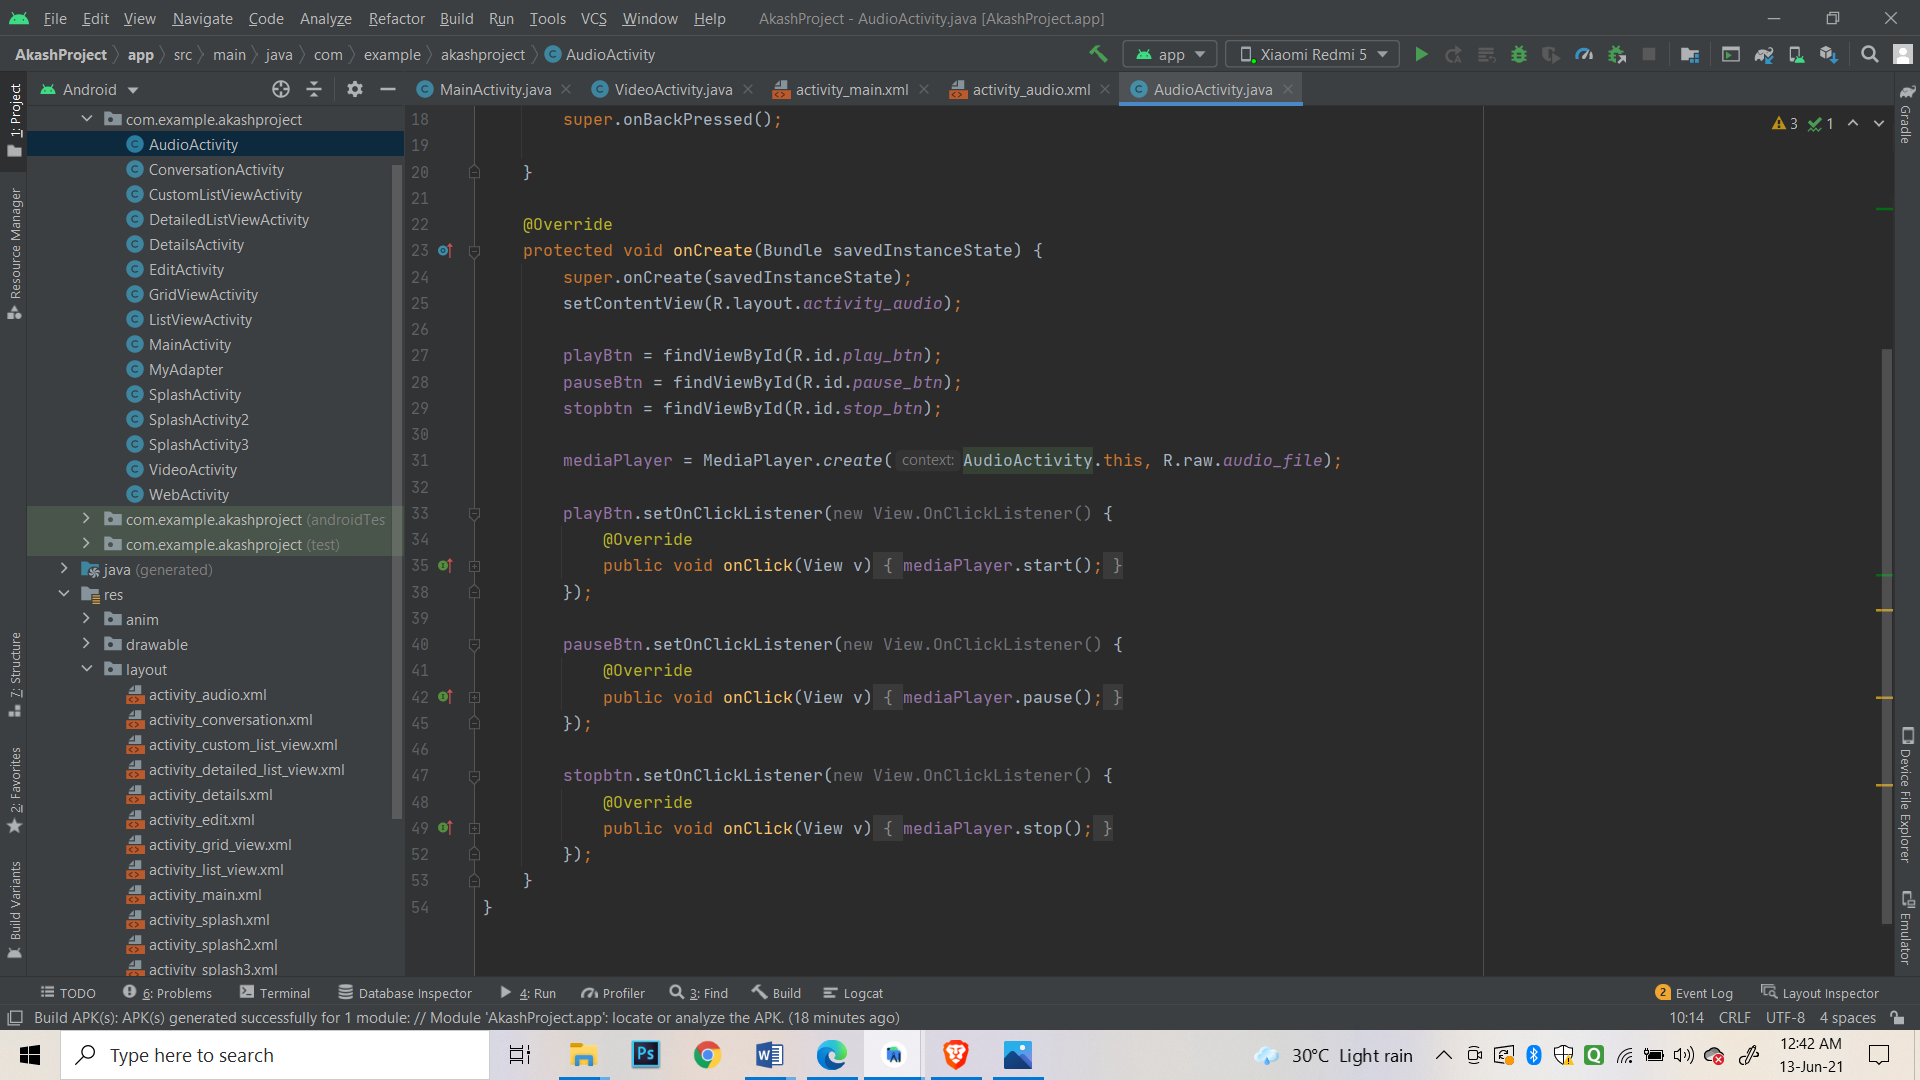 File Edit View Navigate Code Analyze Refactor Build Run Tools VCS Window Help AkashProject - AudioActivity.java [AkashProject.app]
AkashProject app src main java com example akashproject AudioActivity app Xiaomi Redmi 5
Android MainActivity.java VideoActivity.java activity_main.xml activity_audio.xml AudioActivity.java
1: Project
Resource Manager
7: Structure
2: Favorites
Build Variants
com.example.akashproject
AudioActivity
ConversationActivity
CustomListViewActivity
DetailedListViewActivity
DetailsActivity
EditActivity
GridViewActivity
ListViewActivity
MainActivity
MyAdapter
SplashActivity
SplashActivity2
SplashActivity3
VideoActivity
WebActivity
com.example.akashproject (androidTes
com.example.akashproject (test)
java (generated)
res
anim
drawable
layout
activity_audio.xml
activity_conversation.xml
activity_custom_list_view.xml
activity_detailed_list_view.xml
activity_details.xml
activity_edit.xml
activity_grid_view.xml
activity_list_view.xml
activity_main.xml
activity_splash.xml
activity_splash2.xml
activity_splash3.xml
18 super.onBackPressed();
19
20 }
21
22 @Override
23 protected void onCreate(Bundle savedInstanceState) {
24 super.onCreate(savedInstanceState);
25 setContentView(R.layout.activity_audio);
26
27 playBtn = findViewById(R.id.play_btn);
28 pauseBtn = findViewById(R.id.pause_btn);
29 stopbtn = findViewById(R.id.stop_btn);
30
31 mediaPlayer = MediaPlayer.create( context: AudioActivity.this, R.raw.audio_file);
32
33 playBtn.setOnClickListener(new View.OnClickListener() {
34 @Override
35 public void onClick(View v) { mediaPlayer.start(); }
38 });
39
40 pauseBtn.setOnClickListener(new View.OnClickListener() {
41 @Override
42 public void onClick(View v) { mediaPlayer.pause(); }
45 });
46
47 stopbtn.setOnClickListener(new View.OnClickListener() {
48 @Override
49 public void onClick(View v) { mediaPlayer.stop(); }
52 });
53 }
54 }
3 1
Gradle
Device File Explorer
Emulator
TODO 6: Problems Terminal Database Inspector 4: Run Profiler 3: Find Build Logcat 2 Event Log Layout Inspector
Build APK(s): APK(s) generated successfully for 1 module: // Module 'AkashProject.app': locate or analyze the APK. (18 minutes ago) 10:14 CRLF UTF-8 4 spaces
Type here to search Ps 30°C Light rain 12:42 AM
13-Jun-21